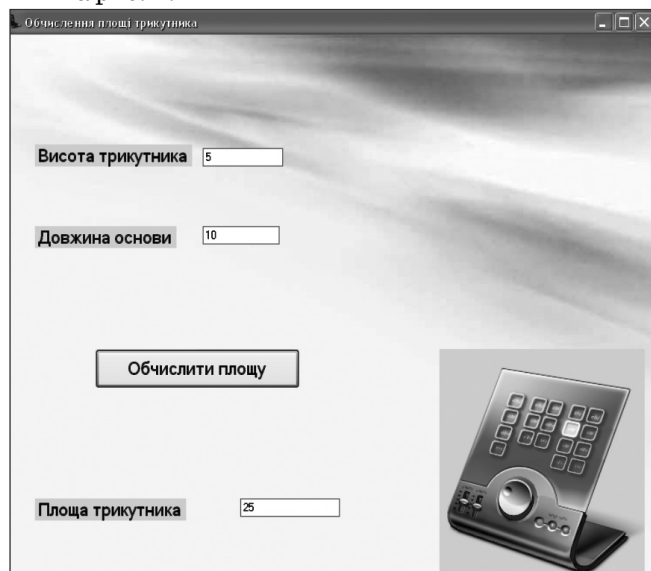 Обчислення площі трикутника
Висота трикутника 5
Довжина основи 10
Обчислити площу
Площа трикутника 25